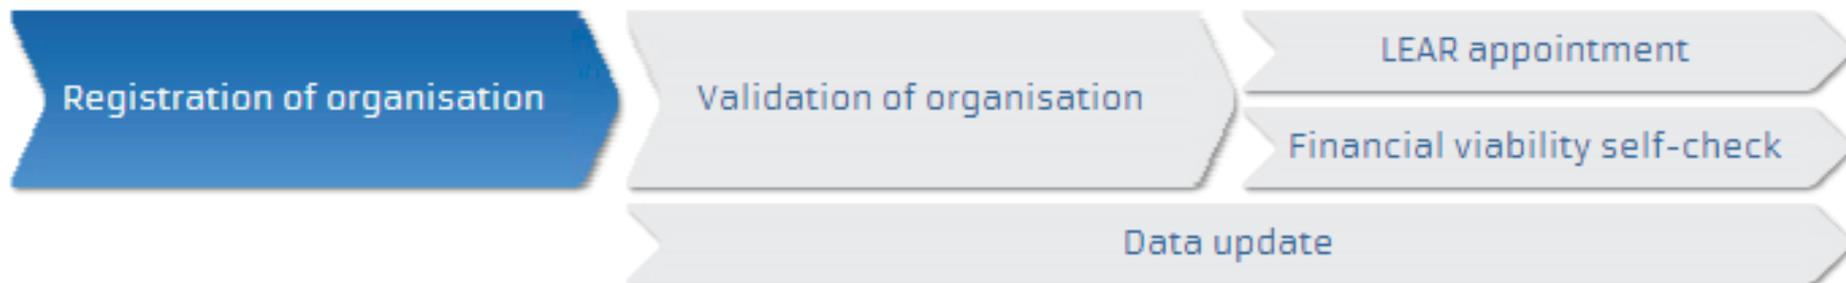 Registration of organisation
Validation of organisation
LEAR appointment
Financial viability self-check
Data update